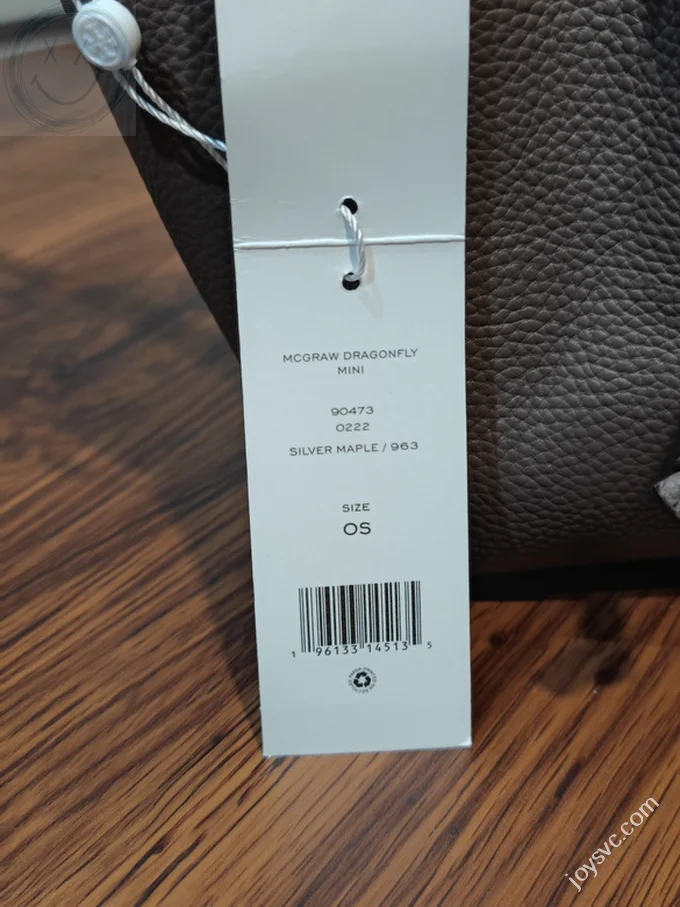 MCGRAW DRAGONFLY
MINI
90473
0222
SILVER MAPLE / 963
SIZE
OS
1 96133 14513 5
joysvc.com